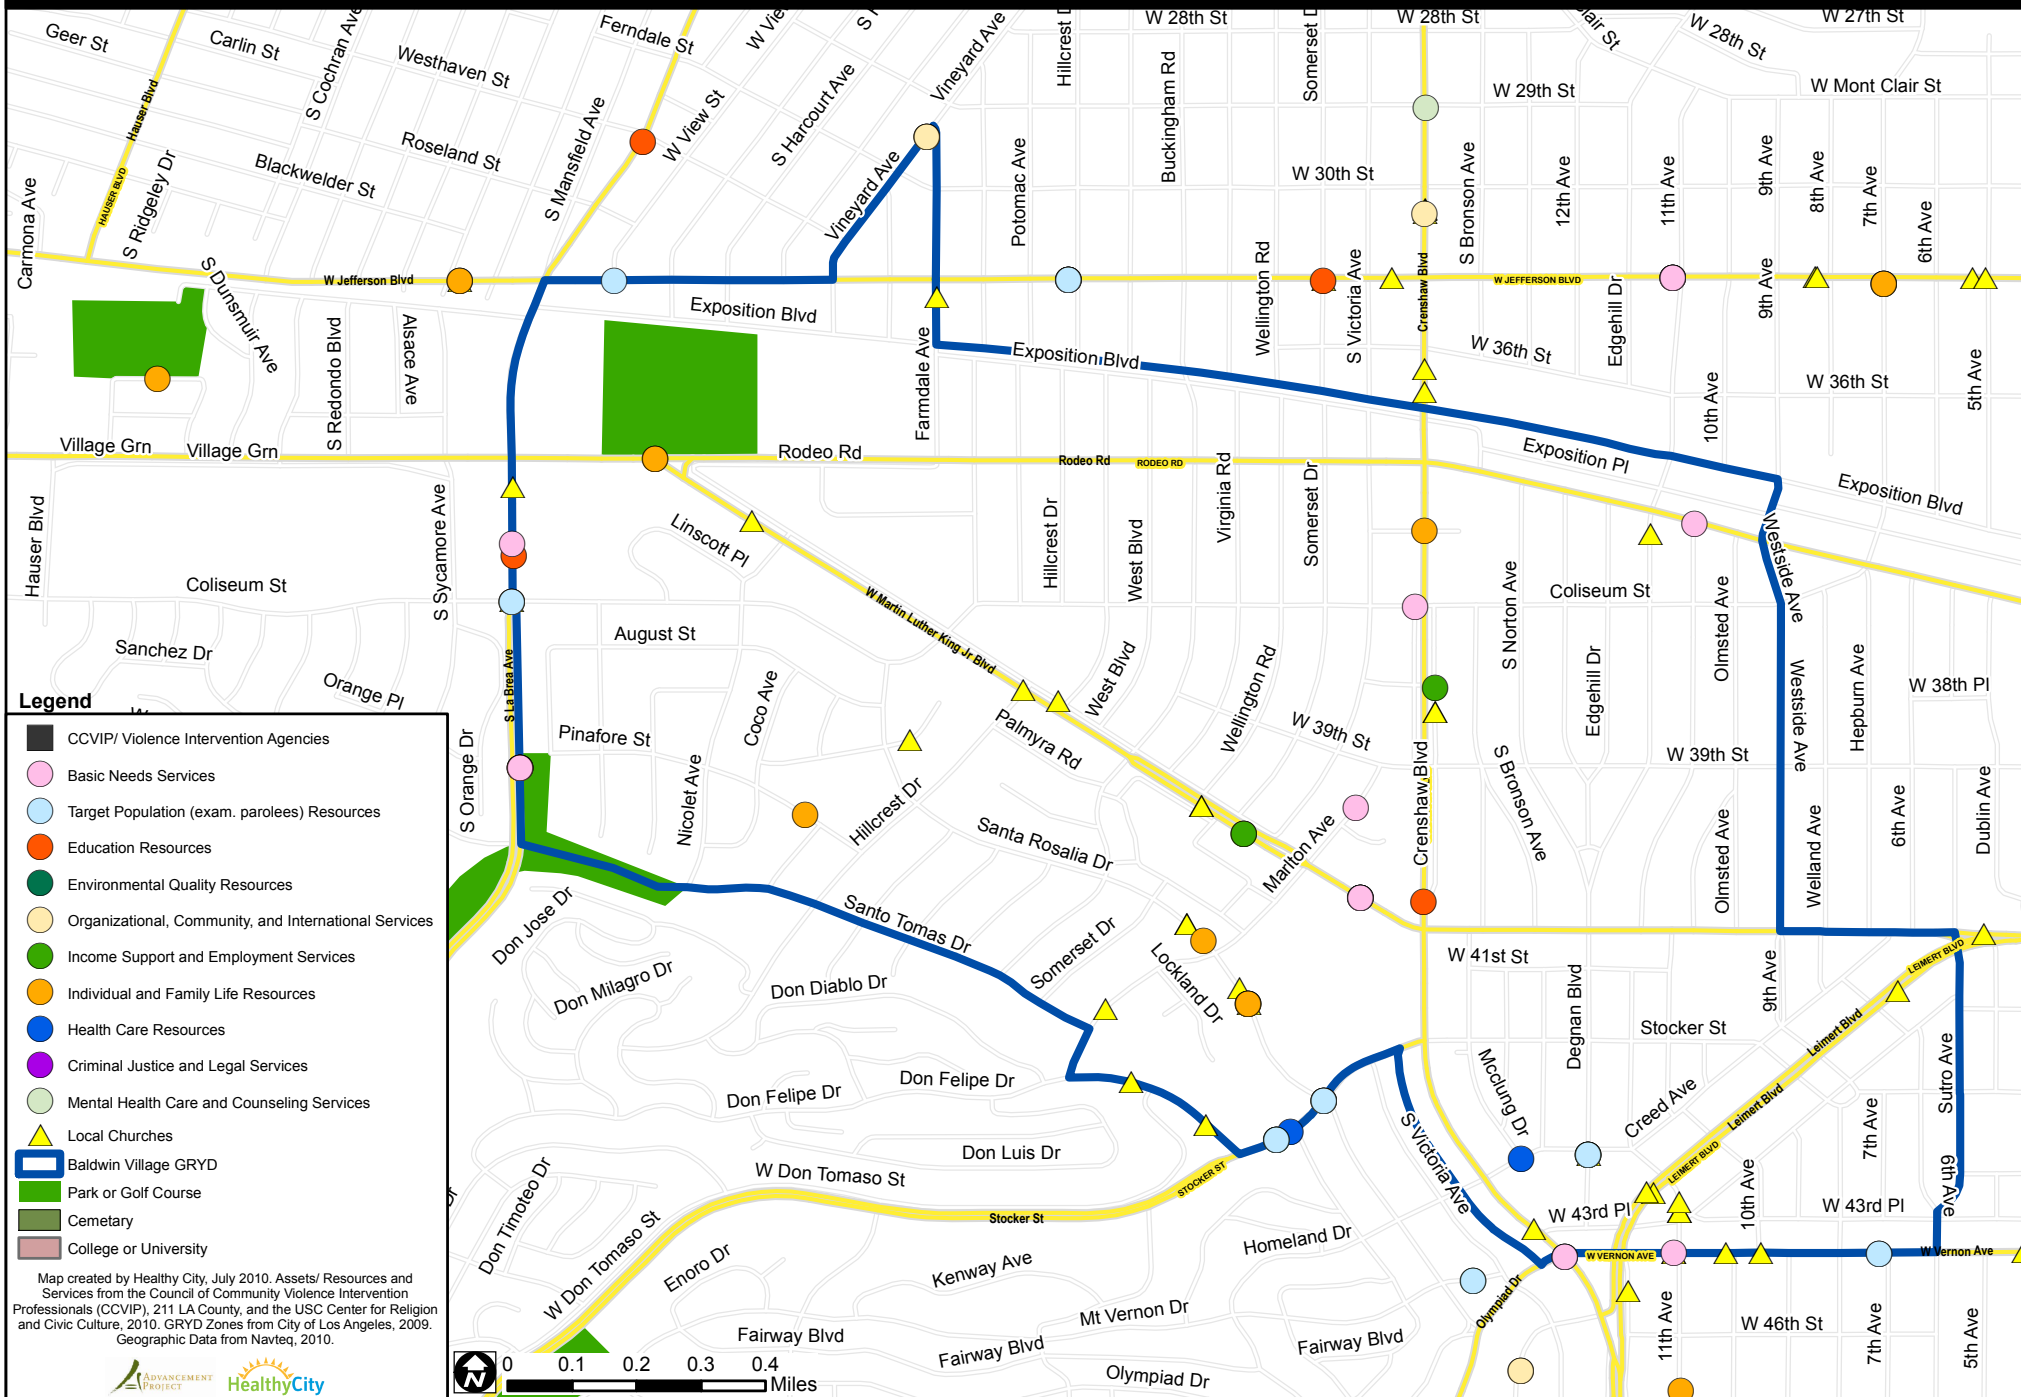 W 28th St
W 28th St
W 27th St
Geer St
Carlin St
S Cochran Ave
Westhaven St
Ferndale St
Vineyard Ave
Hillcrest D
Buckingham Rd
Somerset D
W 28th St
W 29th St
W Mont Clair St
Hauser Blvd
HAUSER BLVD
S Ridgeley Dr
Blackwelder St
Roseland St
S Mansfield Ave
W View St
S Harcourt Ave
Vineyard Ave
Potomac Ave
W 30th St
S Bronson Ave
12th Ave
11th Ave
9th Ave
8th Ave
7th Ave
6th Ave
Carmona Ave
S Dunsmuir Ave
W Jefferson Blvd
Exposition Blvd
Wellington Rd
S Victoria Ave
Crenshaw Blvd
W JEFFERSON BLVD
Edgehill Dr
9th Ave
S Redondo Blvd
Alsace Ave
Farmdale Ave
Exposition Blvd
W 36th St
W 36th St
10th Ave
5th Ave
Village Grn
Village Grn
Rodeo Rd
Rodeo Rd
RODEO RD
Exposition Pl
Exposition Blvd
Hauser Blvd
S Sycamore Ave
Linscott Pl
Hillcrest Dr
West Blvd
Virginia Rd
Somerset Dr
Westside Ave
Coliseum St
Coliseum St
S Norton Ave
Olmsted Ave
August St
W Martin Luther King Jr Blvd
Sanchez Dr
Orange Pl
S La Brea Ave
Coco Ave
West Blvd
Wellington Rd
Edgehill Dr
Westside Ave
Hepburn Ave
W 38th Pl
Pinafore St
Palmyra Rd
W 39th St
W 39th St
S Orange Dr
Nicolet Ave
Hillcrest Dr
Santa Rosalia Dr
Marlton Ave
Crenshaw Blvd
S Bronson Ave
Olmsted Ave
Welland Ave
6th Ave
Dublin Ave
Don Jose Dr
Santo Tomas Dr
Somerset Dr
Lockland Dr
W 41st St
LEIMERT BLVD
Don Milagro Dr
Don Diablo Dr
Degnan Blvd
9th Ave
Stocker St
Leimert Blvd
Don Felipe Dr
Don Felipe Dr
Mcclung Dr
Creed Ave
Leimert Blvd
Sutro Ave
Don Luis Dr
S Victoria Ave
7th Ave
LEIMERT BLVD
W Don Tomaso St
STOCKER ST
Stocker St
Don Timoteo Dr
Dr
W Don Tomaso St
Enoro Dr
Kenway Ave
Homeland Dr
W 43rd Pl
10th Ave
W 43rd Pl
6th Ave
W VERNON AVE
W Vernon Ave
Mt Vernon Dr
Olympiad Dr
Fairway Blvd
Fairway Blvd
Fairway Blvd
Olympiad Dr
11th Ave
W 46th St
7th Ave
5th Ave
Legend
CCVIP/ Violence Intervention Agencies
Basic Needs Services
Target Population (exam. parolees) Resources
Education Resources
Environmental Quality Resources
Organizational, Community, and International Services
Income Support and Employment Services
Individual and Family Life Resources
Health Care Resources
Criminal Justice and Legal Services
Mental Health Care and Counseling Services
Local Churches
Baldwin Village GRYD
Park or Golf Course
Cemetary
College or University
Map created by Healthy City, July 2010. Assets/ Resources and
Services from the Council of Community Violence Intervention
Professionals (CCVIP), 211 LA County, and the USC Center for Religion
and Civic Culture, 2010. GRYD Zones from City of Los Angeles, 2009.
Geographic Data from Navteq, 2010.
ADVANCEMENT
PROJECT
HealthyCity
N
0 0.1 0.2 0.3 0.4
Miles